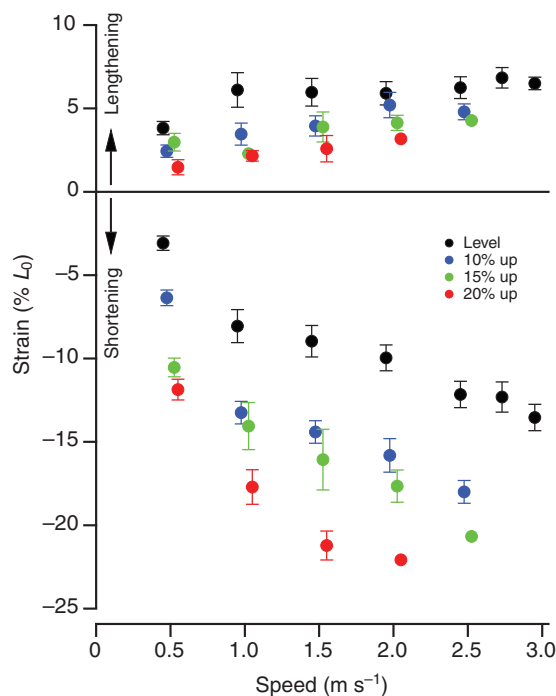 10
5
0
−5
−10
−15
−20
−25
Lengthening
Shortening
Strain (% L0)
Level
10% up
15% up
20% up
0 0.5 1.0 1.5 2.0 2.5 3.0
Speed (m s−1)